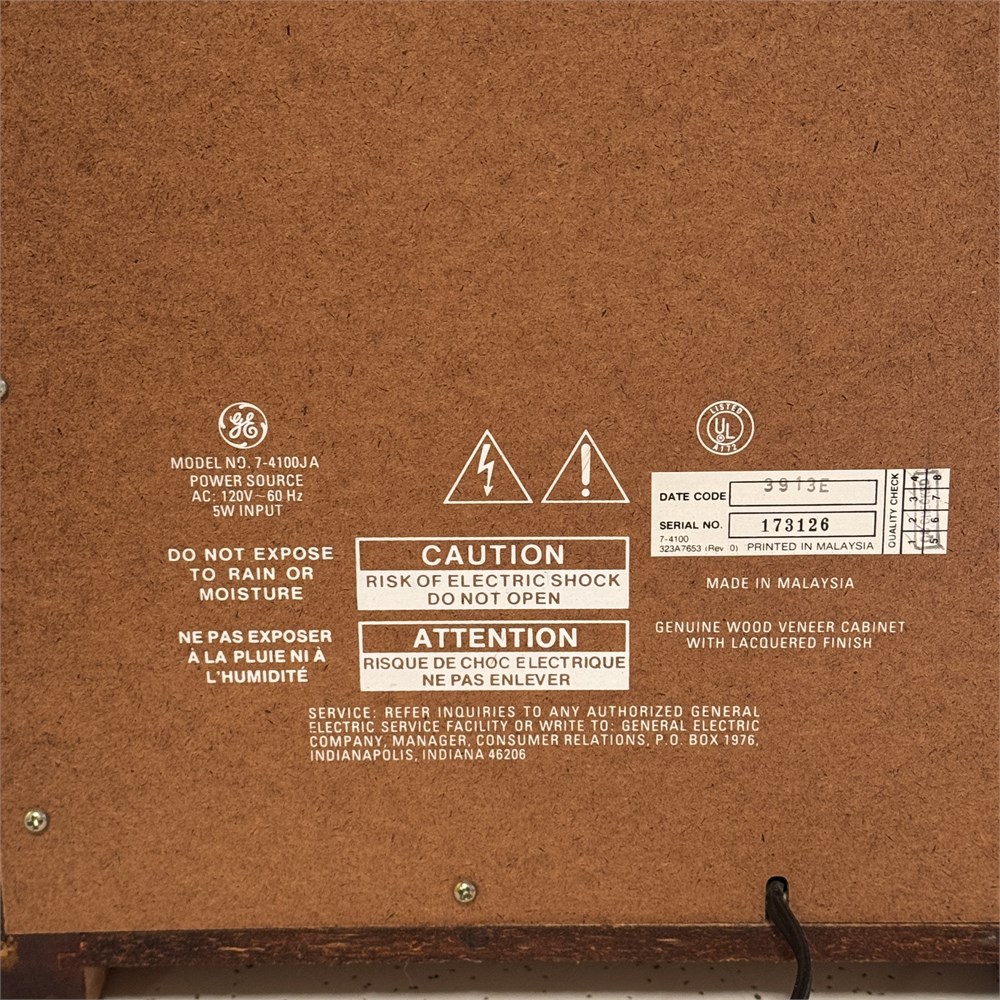 GE
MODEL NO. 7-4100JA
POWER SOURCE
AC: 120V~60 Hz
5W INPUT
DO NOT EXPOSE
TO RAIN OR
MOISTURE
NE PAS EXPOSER
À LA PLUIE NI À
L'HUMIDITÉ
CAUTION
RISK OF ELECTRIC SHOCK
DO NOT OPEN
ATTENTION
RISQUE DE CHOC ELECTRIQUE
NE PAS ENLEVER
LISTED
UL
A172
DATE CODE 3913E
SERIAL NO. 173126
7-4100
323A7653 (Rev 0) PRINTED IN MALAYSIA
QUALITY CHECK
1 2 3 4
5 6 7 8
MADE IN MALAYSIA
GENUINE WOOD VENEER CABINET
WITH LACQUERED FINISH
SERVICE: REFER INQUIRIES TO ANY AUTHORIZED GENERAL
ELECTRIC SERVICE FACILITY OR WRITE TO: GENERAL ELECTRIC
COMPANY, MANAGER, CONSUMER RELATIONS, P.O. BOX 1976,
INDIANAPOLIS, INDIANA 46206